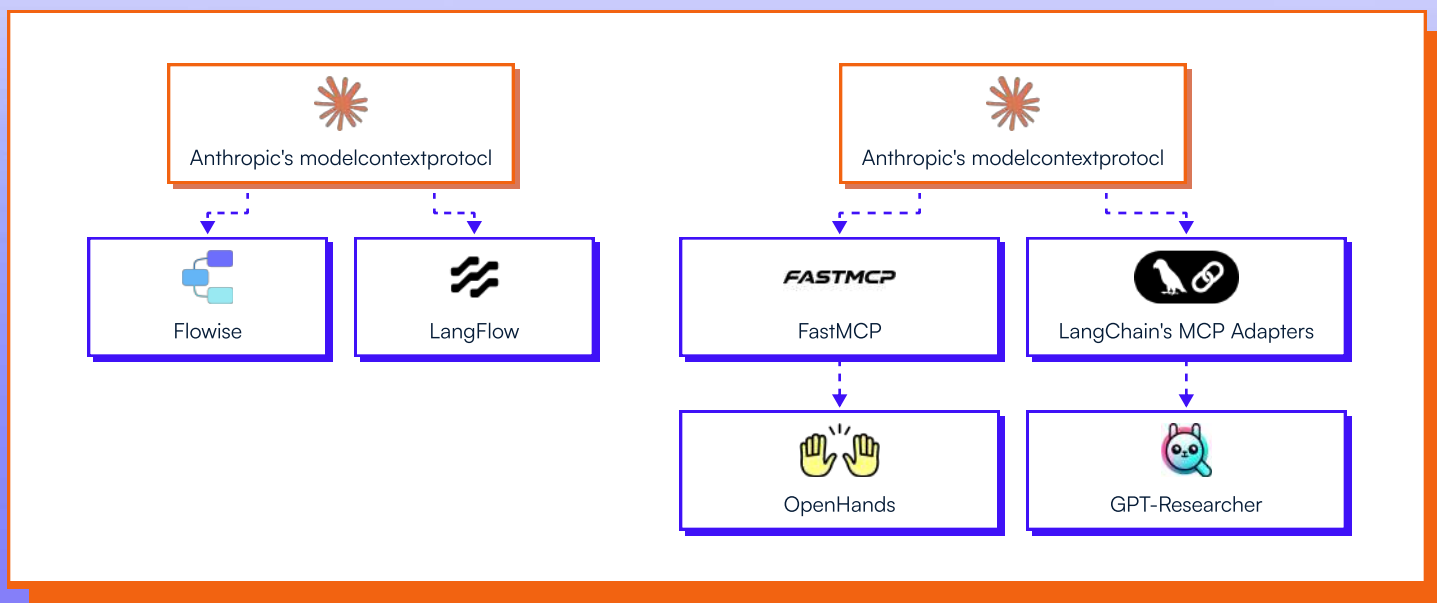 Anthropic's modelcontextprotocl
Anthropic's modelcontextprotocl
Flowise
LangFlow
FASTMCP
FastMCP
LangChain's MCP Adapters
OpenHands
GPT-Researcher